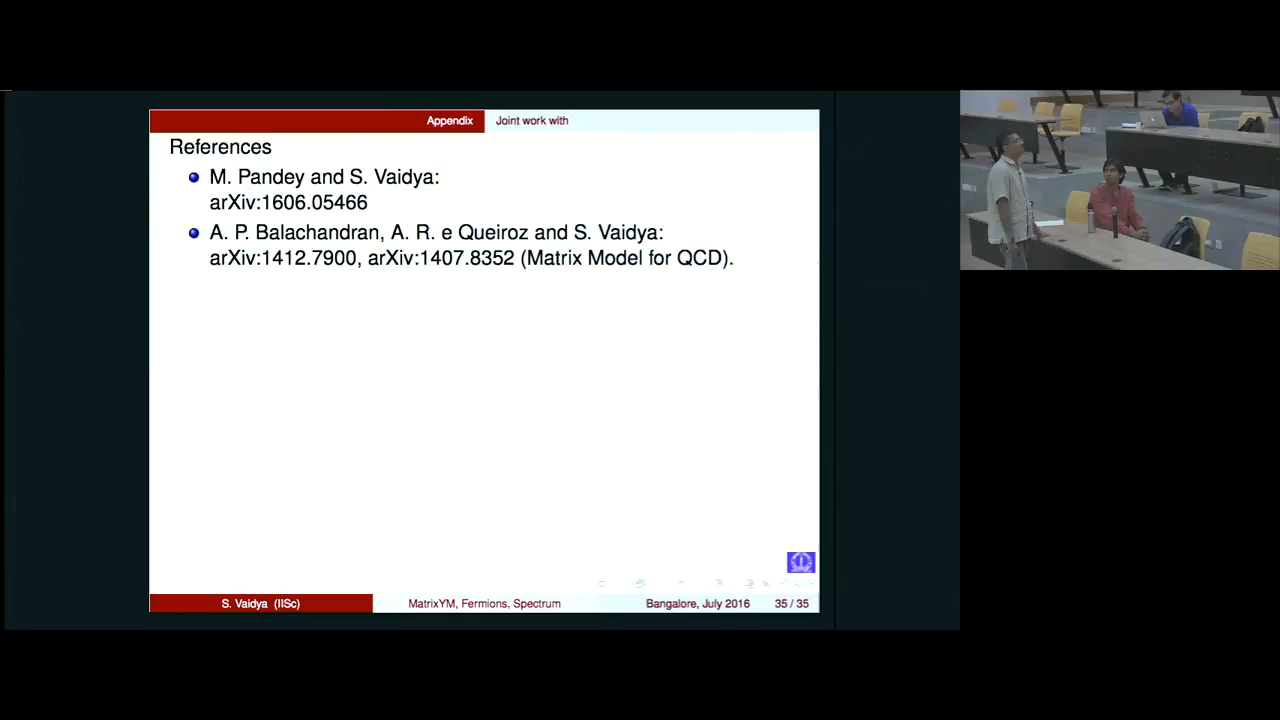 Appendix Joint work with
References
M. Pandey and S. Vaidya:
arXiv:1606.05466
A. P. Balachandran, A. R. e Queiroz and S. Vaidya:
arXiv:1412.7900, arXiv:1407.8352 (Matrix Model for QCD).
S. Vaidya (IISc) MatrixYM, Fermions, Spectrum Bangalore, July 2016 35 / 35